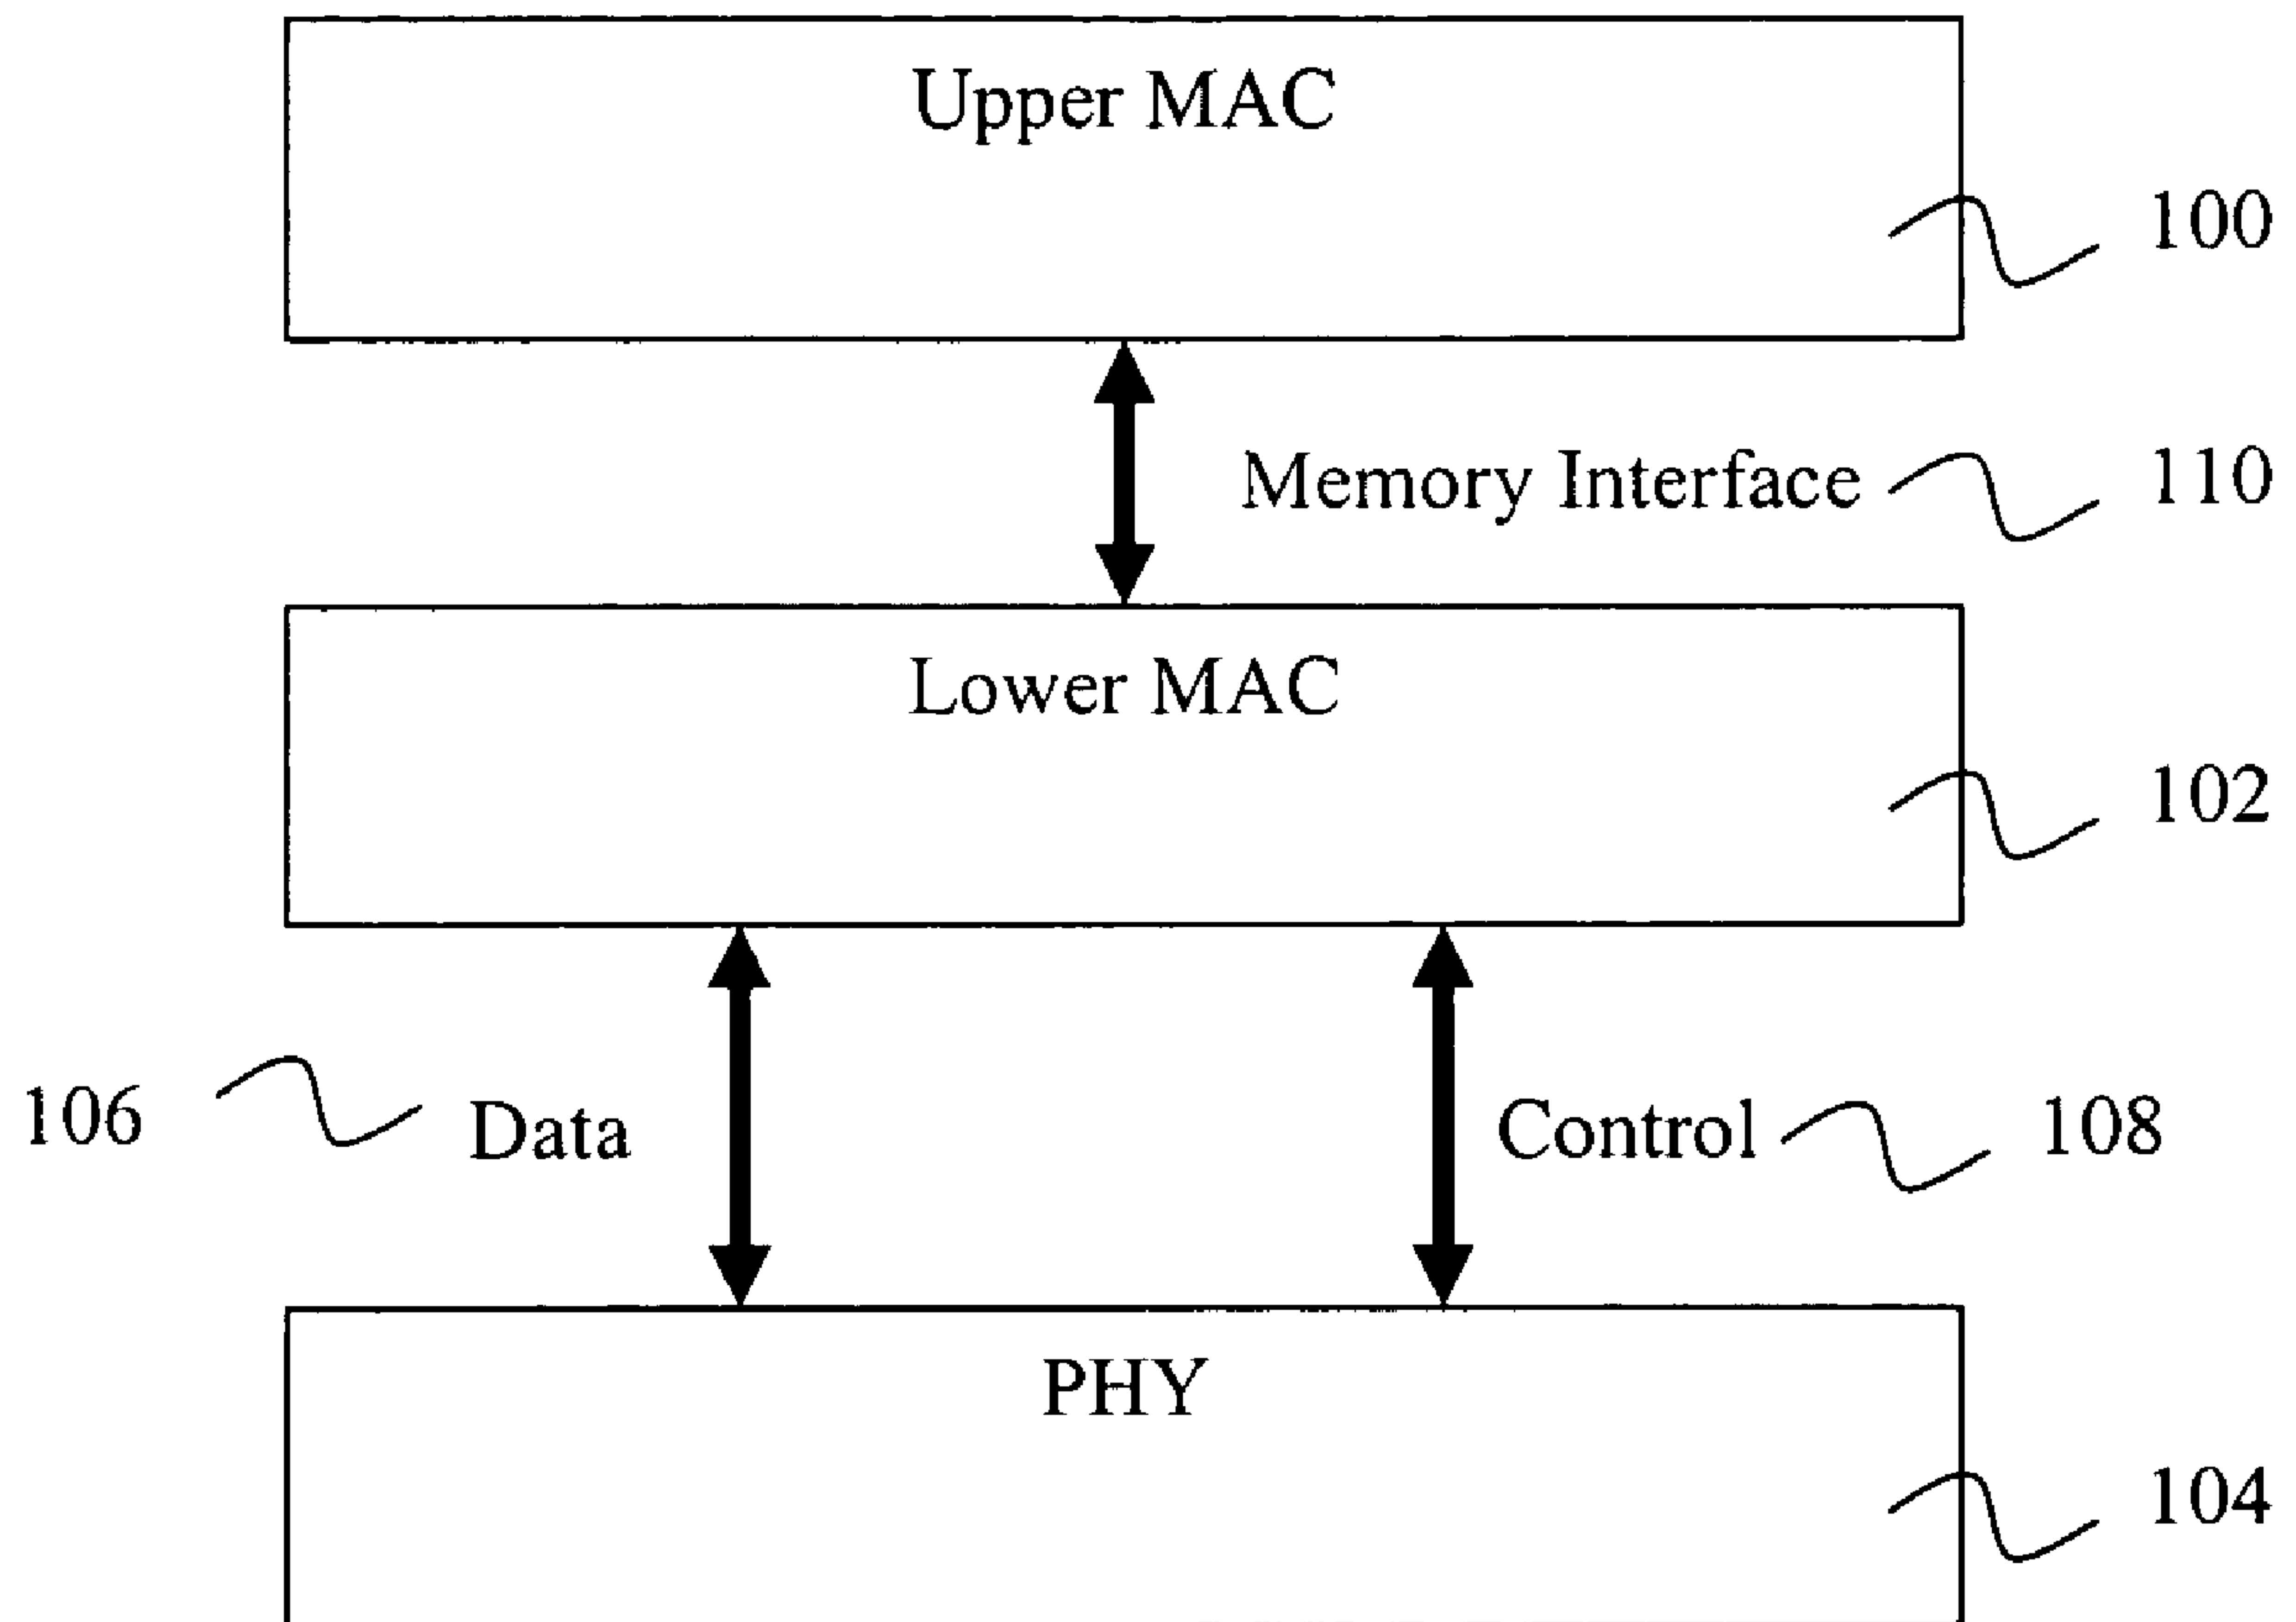 Upper MAC
100
Memory Interface 110
Lower MAC
102
106 Data Control 108
PHY
104